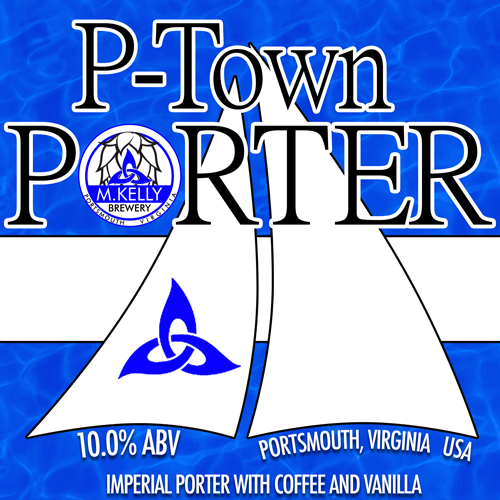 P-TOWN
PORTER
M.KELLY
BREWERY
PORTSMOUTH VIRGINIA
10.0% ABV
PORTSMOUTH, VIRGINIA USA
IMPERIAL PORTER WITH COFFEE AND VANILLA